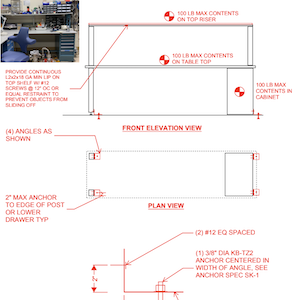 100 LB MAX CONTENTS
ON TOP RISER
100 LB MAX CONTENTS
ON TABLE TOP
PROVIDE CONTINUOUS
L2x2x18 GA MIN LIP ON
TOP SHELF W/ #12
SCREWS @ 12" OC OR
EQUAL RESTRAINT TO
PREVENT OBJECTS FROM
SLIDING OFF
100 LB MAX
CONTENTS IN
CABINET
FRONT ELEVATION VIEW
(4) ANGLES AS
SHOWN
2" MAX ANCHOR
TO EDGE OF POST
OR LOWER
DRAWER TYP
PLAN VIEW
(2) #12 EQ SPACED
(1) 3/8" DIA KB-TZ2
ANCHOR CENTERED IN
WIDTH OF ANGLE, SEE
ANCHOR SPEC SK-1
2"